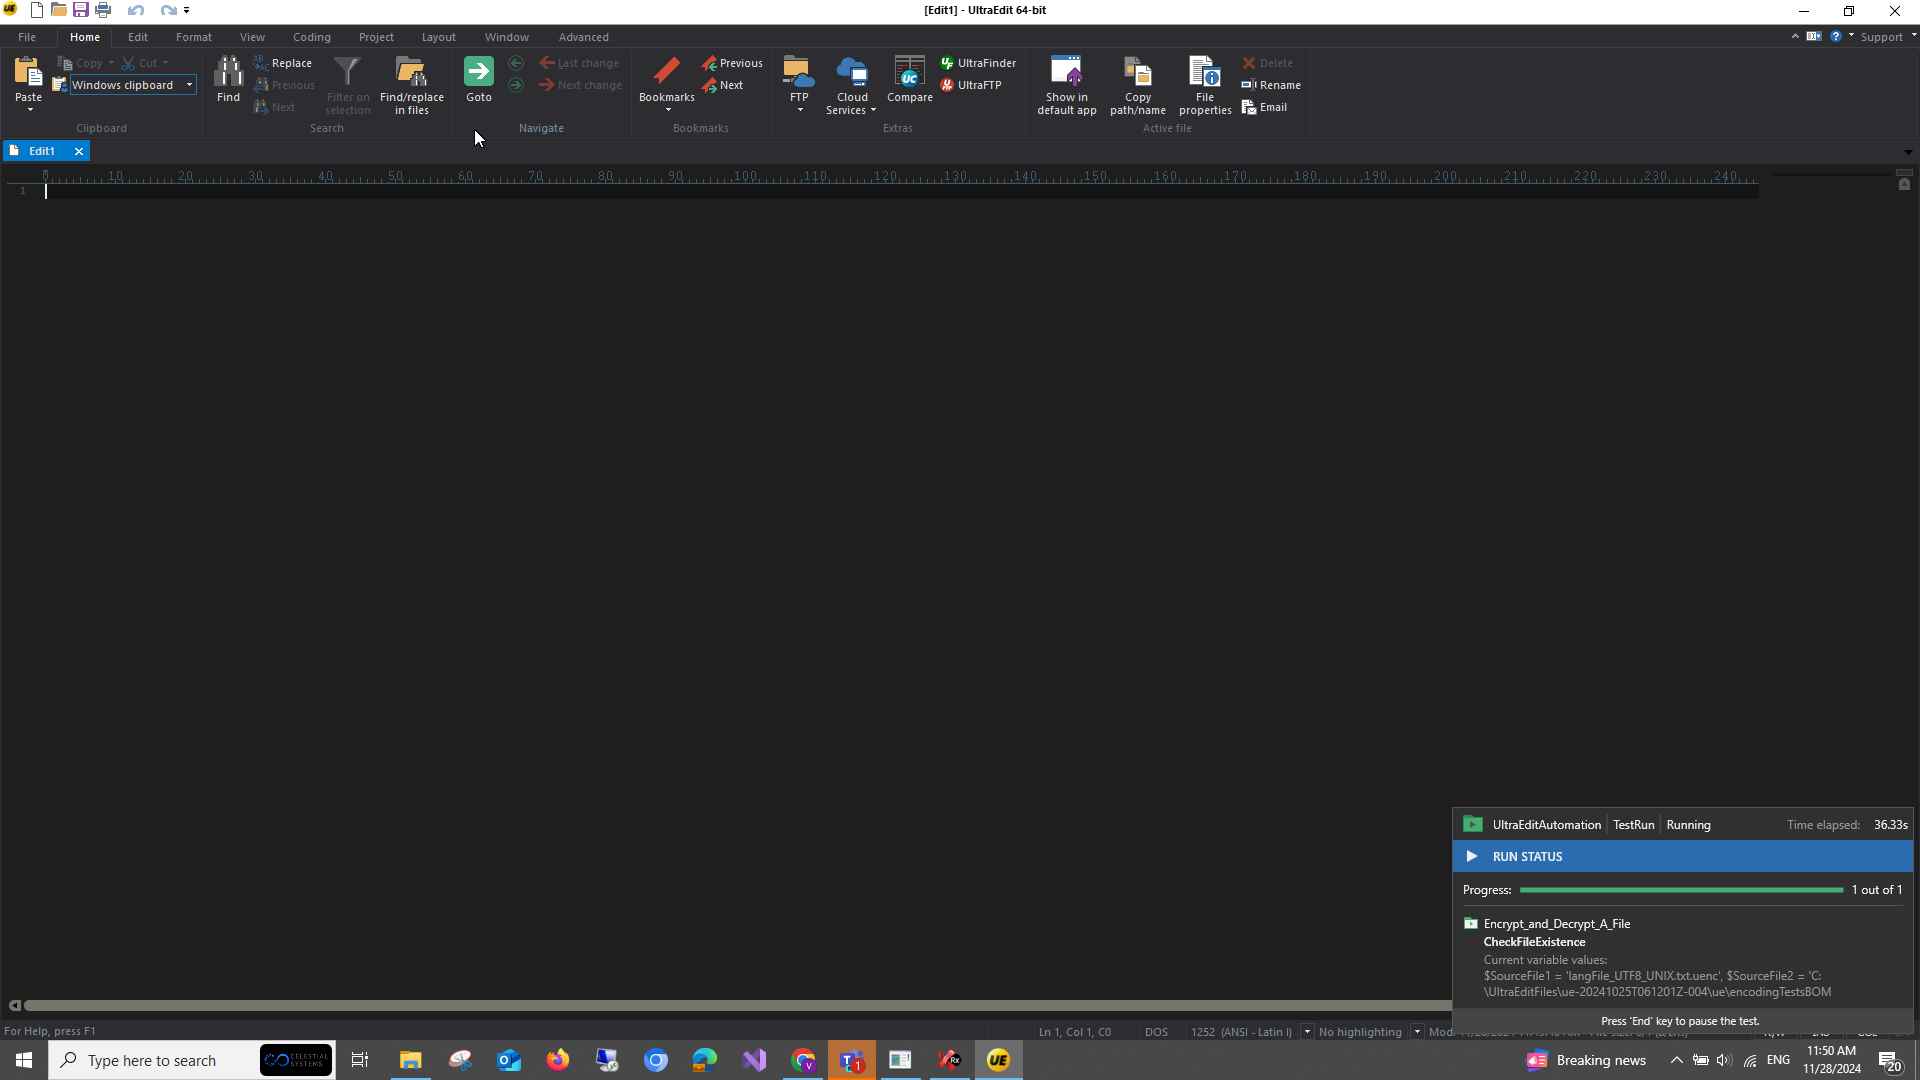 [Edit1] - UltraEdit 64-bit
File Home Edit Format View Coding Project Layout Window Advanced Support
Paste Copy Cut Windows clipboard Clipboard
Find Replace Previous Next Filter on selection Find/replace in files Search
Goto Last change Next change Navigate
Bookmarks Previous Next Bookmarks
FTP Cloud Services Compare UltraFinder UltraFTP Extras
Show in default app Copy path/name File properties Delete Rename Email Active file
Edit1
0 10 20 30 40 50 60 70 80 90 100 110 120 130 140 150 160 170 180 190 200 210 220 230 240
1
UltraEditAutomation TestRun Running Time elapsed: 36.33s
RUN STATUS
Progress: 1 out of 1
Encrypt_and_Decrypt_A_File
CheckFileExistence
Current variable values:
$SourceFile1 = 'langFile_UTF8_UNIX.txt.uenc', $SourceFile2 = 'C:
\UltraEditFiles\ue-20241025T061201Z-004\ue\encodingTestsBOM
Press 'End' key to pause the test.
For Help, press F1 Ln 1, Col 1, C0 DOS 1252 (ANSI - Latin I) No highlighting
Type here to search CELESTIAL SYSTEMS Breaking news ENG 11:50 AM
11/28/2024 20